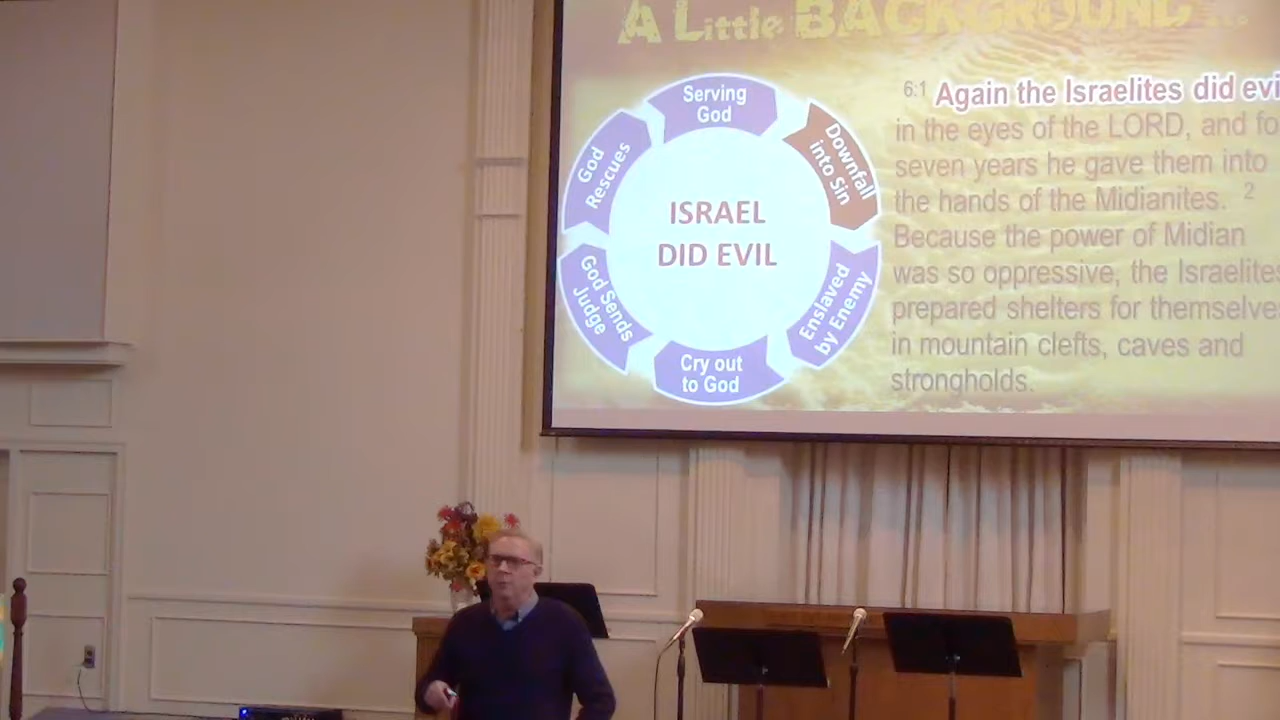 A Little BACKGROUND...
Serving
God
Downfall
into Sin
Enslaved
by Enemy
Cry out
to God
God Sends
Judge
God
Rescues
ISRAEL
DID EVIL
6:1 Again the Israelites did evi
in the eyes of the LORD, and fo
seven years he gave them into
the hands of the Midianites. 2
Because the power of Midian
was so oppressive, the Israelites
prepared shelters for themselve
in mountain clefts, caves and
strongholds.